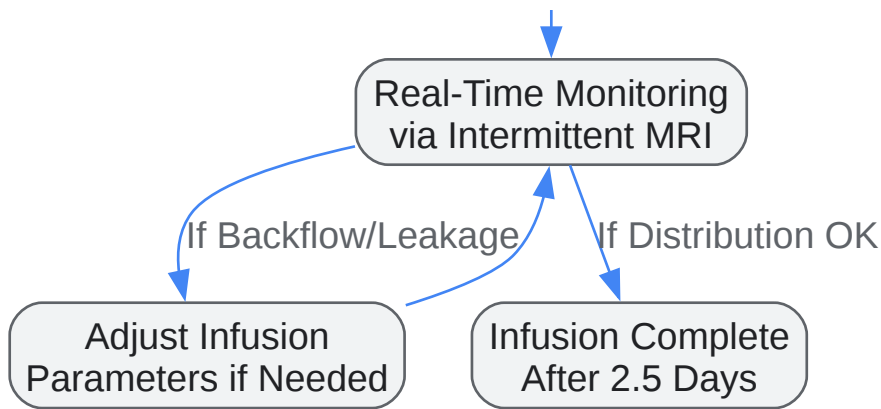 Real-Time Monitoring
via Intermittent MRI
If Backflow/Leakage
If Distribution OK
Adjust Infusion
Parameters if Needed
Infusion Complete
After 2.5 Days